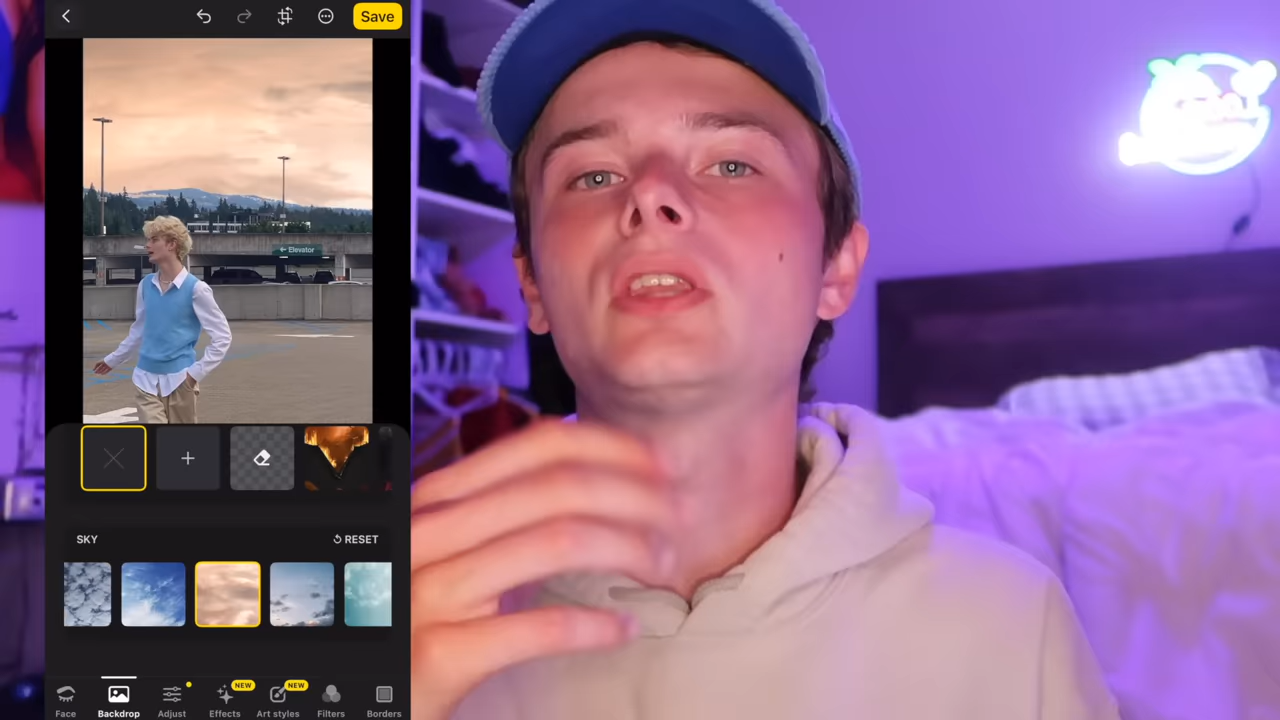 Save
← Elevator
SKY
RESET
NEW
NEW
Face
Backdrop
Adjust
Effects
Art styles
Filters
Borders